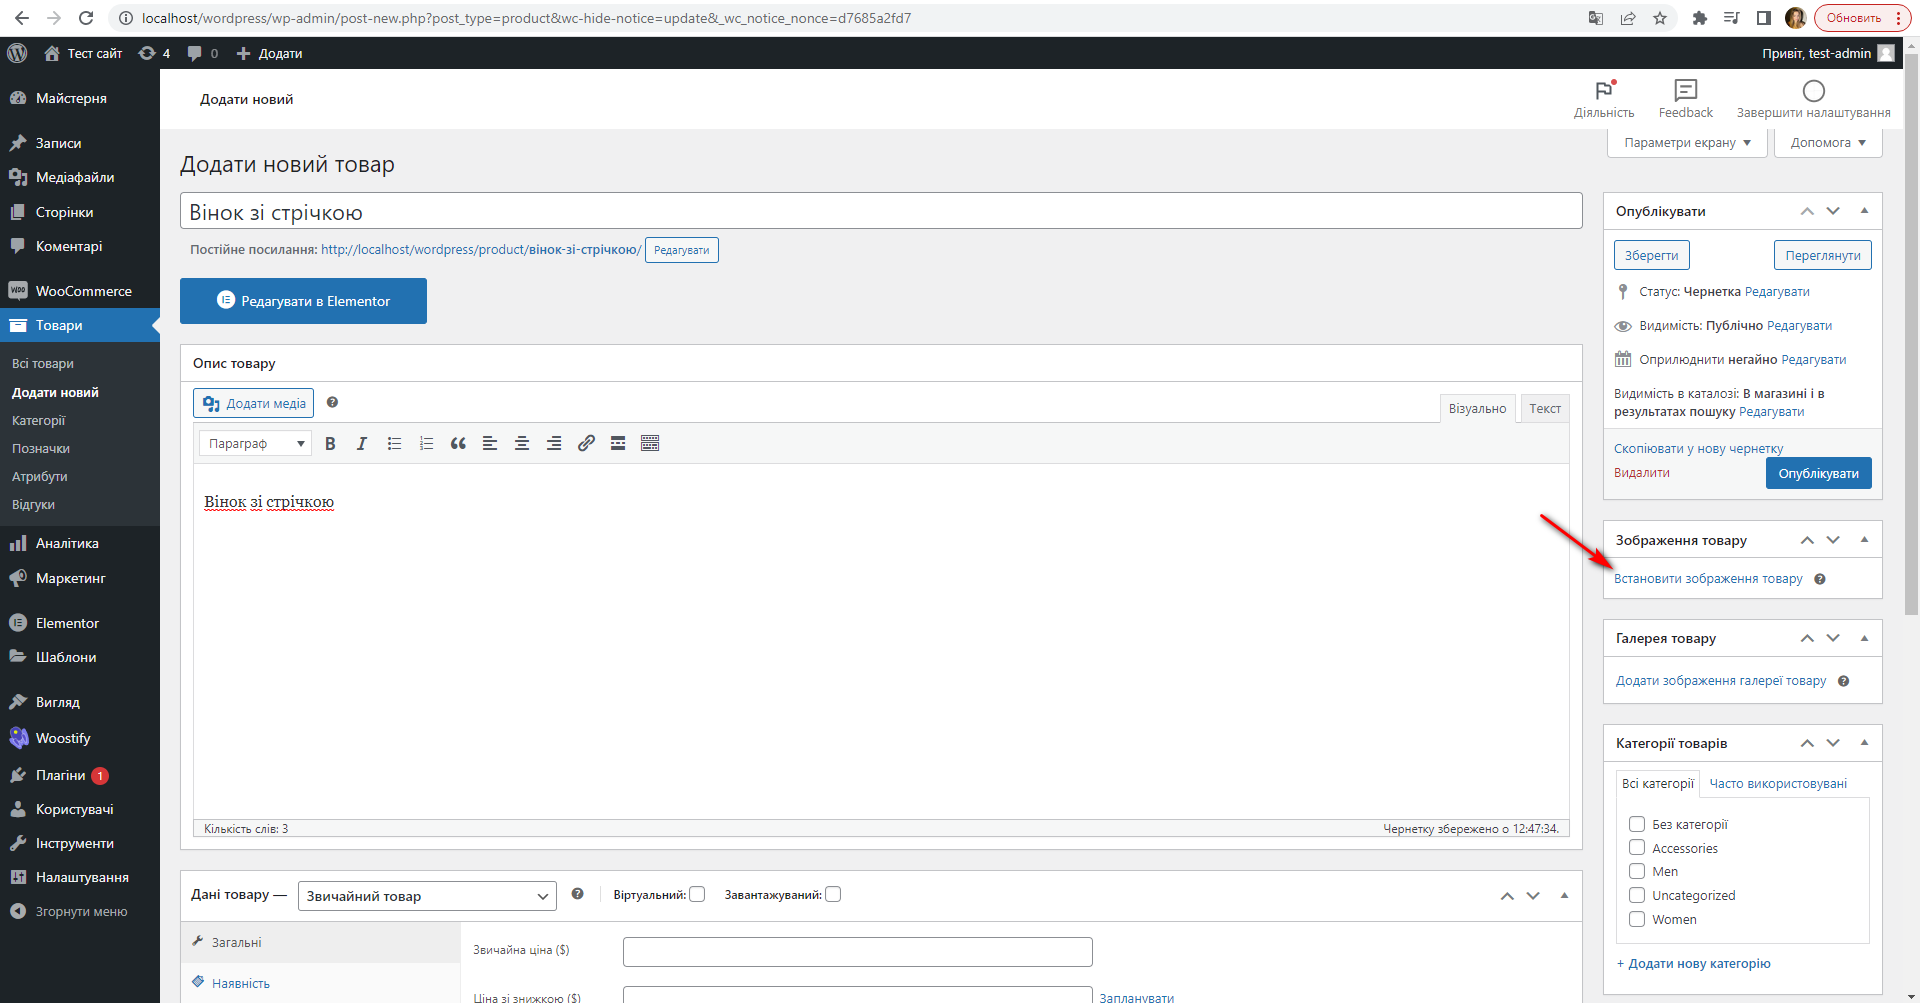 localhost/wordpress/wp-admin/post-new.php?post_type=product&wc-hide-notice=update&_wc_notice_nonce=d7685a2fd7
Обновить
Тест сайт
4
0
Додати
Привіт, test-admin
Майстерня
Записи
Медіафайли
Сторінки
Коментарі
WooCommerce
Товари
Всі товари
Додати новий
Категорії
Позначки
Атрибути
Відгуки
Аналітика
Маркетинг
Elementor
Шаблони
Вигляд
Woostify
Плагіни 1
Користувачі
Інструменти
Налаштування
Згорнути меню
Додати новий
Діяльність
Feedback
Завершити налаштування
Параметри екрану
Допомога
Додати новий товар
Вінок зі стрічкою
Постійне посилання: http://localhost/wordpress/product/вінок-зі-стрічкою/ Редагувати
Редагувати в Elementor
Опис товару
Додати медіа
Візуально
Текст
Параграф
B I
Вінок зі стрічкою
Кількість слів: 3
Чернетку збережено о 12:47:34.
Дані товару —
Звичайний товар
Віртуальний:
Завантажуваний:
Загальні
Наявність
Звичайна ціна ($)
Ціна зі знижкою ($)
Запланувати
Опублікувати
Зберегти
Переглянути
Статус: Чернетка Редагувати
Видимість: Публічно Редагувати
Оприлюднити негайно Редагувати
Видимість в каталозі: В магазині і в
результатах пошуку Редагувати
Скопіювати у нову чернетку
Видалити
Опублікувати
Зображення товару
Встановити зображення товару
Галерея товару
Додати зображення галереї товару
Категорії товарів
Всі категорії
Часто використовувані
Без категорії
Accessories
Men
Uncategorized
Women
+ Додати нову категорію